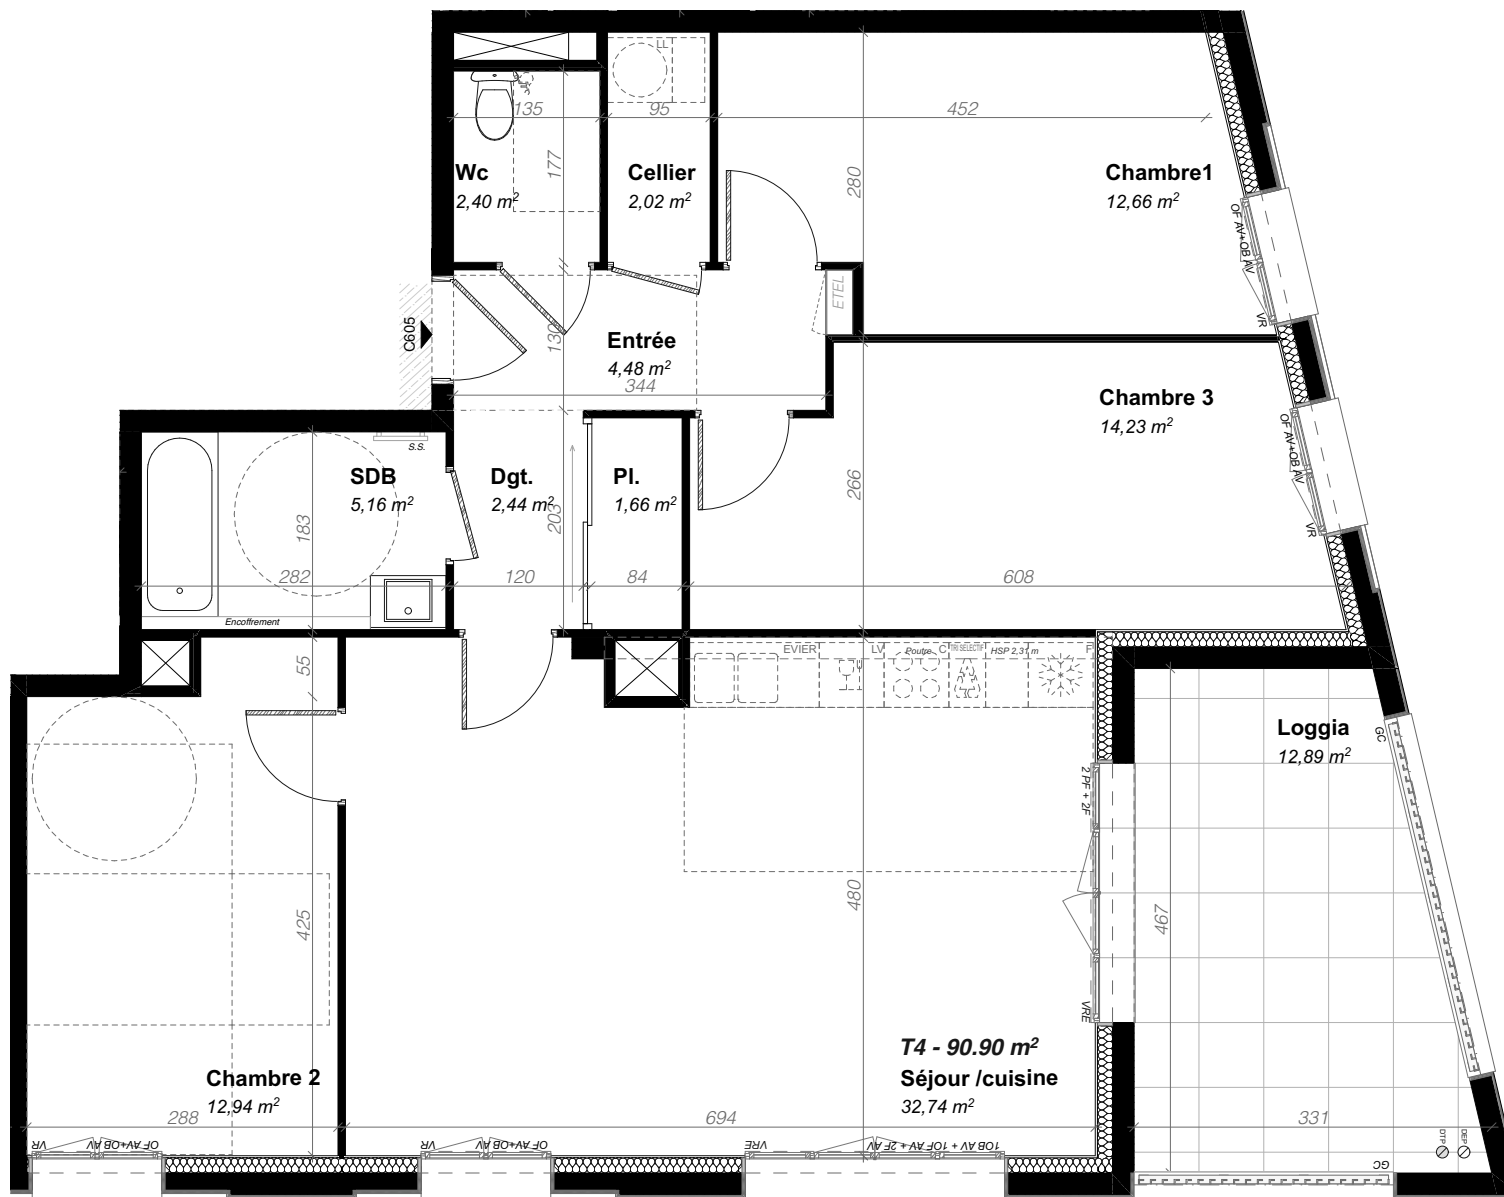 LL
135
95
452
177
280
Wc
2,40 m²
Cellier
2,02 m²
Chambre1
12,66 m²
OF AV+OB AV
VR
ETEL
C605
130
Entrée
4,48 m²
344
Chambre 3
14,23 m²
OF AV+OB AV
VR
s.s.
SDB
5,16 m²
Dgt.
2,44 m²
Pl.
1,66 m²
183
203
266
282
120
84
608
Encoffrement
55
EVIER
LV
Poutre
C
TRI SELECTIF
HSP 2,31 m
F
Loggia
12,89 m²
GC
2 PF + 2F
425
480
467
VRE
T4 - 90.90 m²
Séjour /cuisine
32,74 m²
Chambre 2
12,94 m²
288
694
331
VR
OF AV+OB AV
VR
OF AV+OB AV
VRE
1OB AV + 1OF AV + 2F AV
DTP
DEP
GC